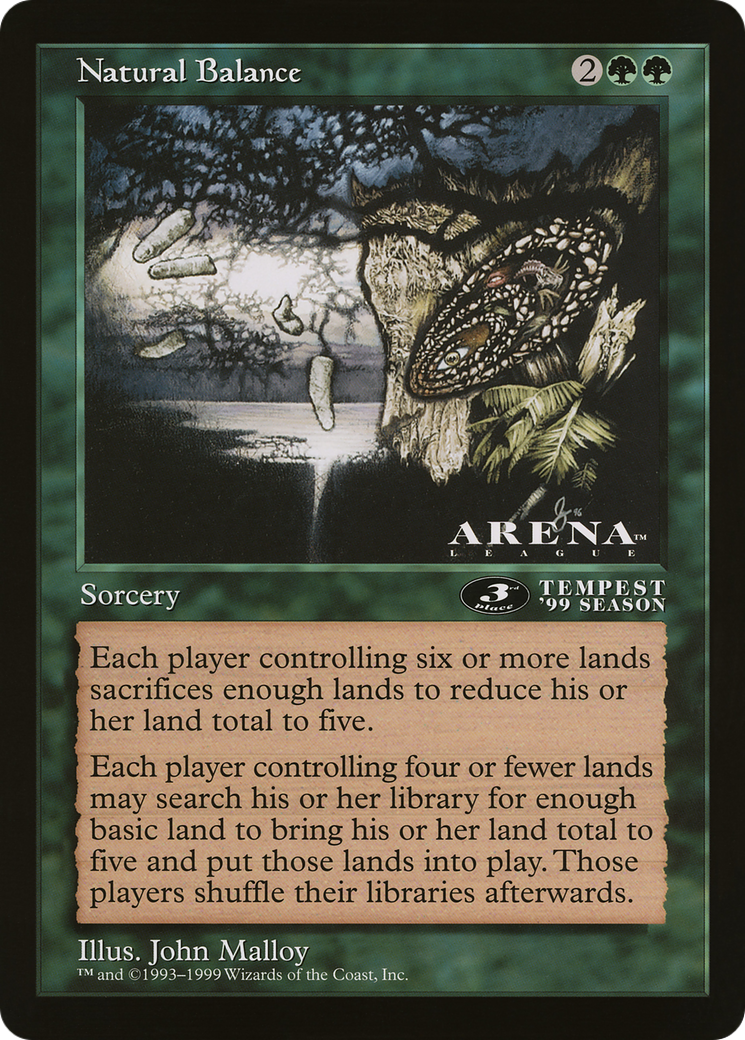 Natural Balance
2
ARENA™
LEAGUE
Sorcery
3rd place
TEMPEST
'99 SEASON
Each player controlling six or more lands
sacrifices enough lands to reduce his or
her land total to five.
Each player controlling four or fewer lands
may search his or her library for enough
basic land to bring his or her land total to
five and put those lands into play. Those
players shuffle their libraries afterwards.
Illus. John Malloy
™ and ©1993–1999 Wizards of the Coast, Inc.